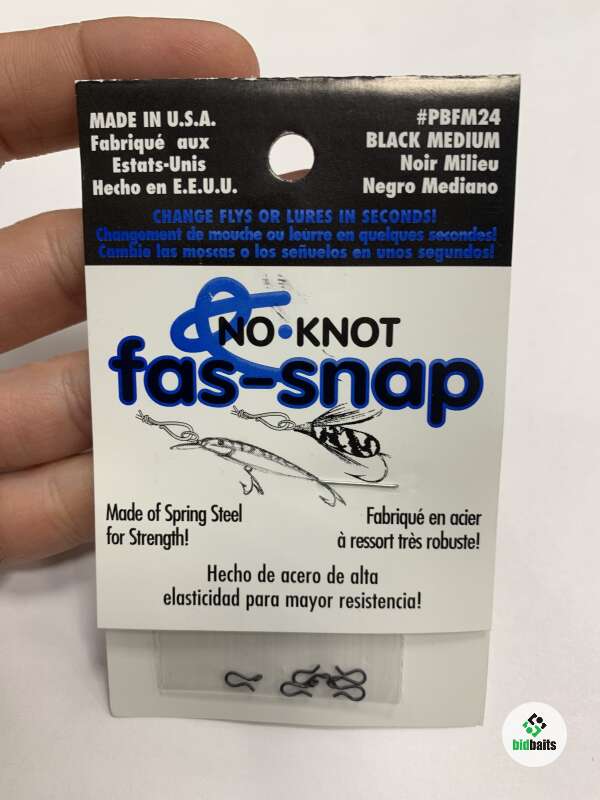 MADE IN U.S.A.
Fabriqué aux
Estats-Unis
Hecho en E.E.U.U.
#PBFM24
BLACK MEDIUM
Noir Milieu
Negro Mediano
CHANGE FLYS OR LURES IN SECONDS!
Changement de mouche ou leurre en quelques secondes!
Cambie las moscas o los señuelos en unos segundos!
NO·KNOT
fas-snap
Made of Spring Steel
for Strength!
Fabriqué en acier
à ressort très robuste!
Hecho de acero de alta
elasticidad para mayor resistencia!
bidbaits